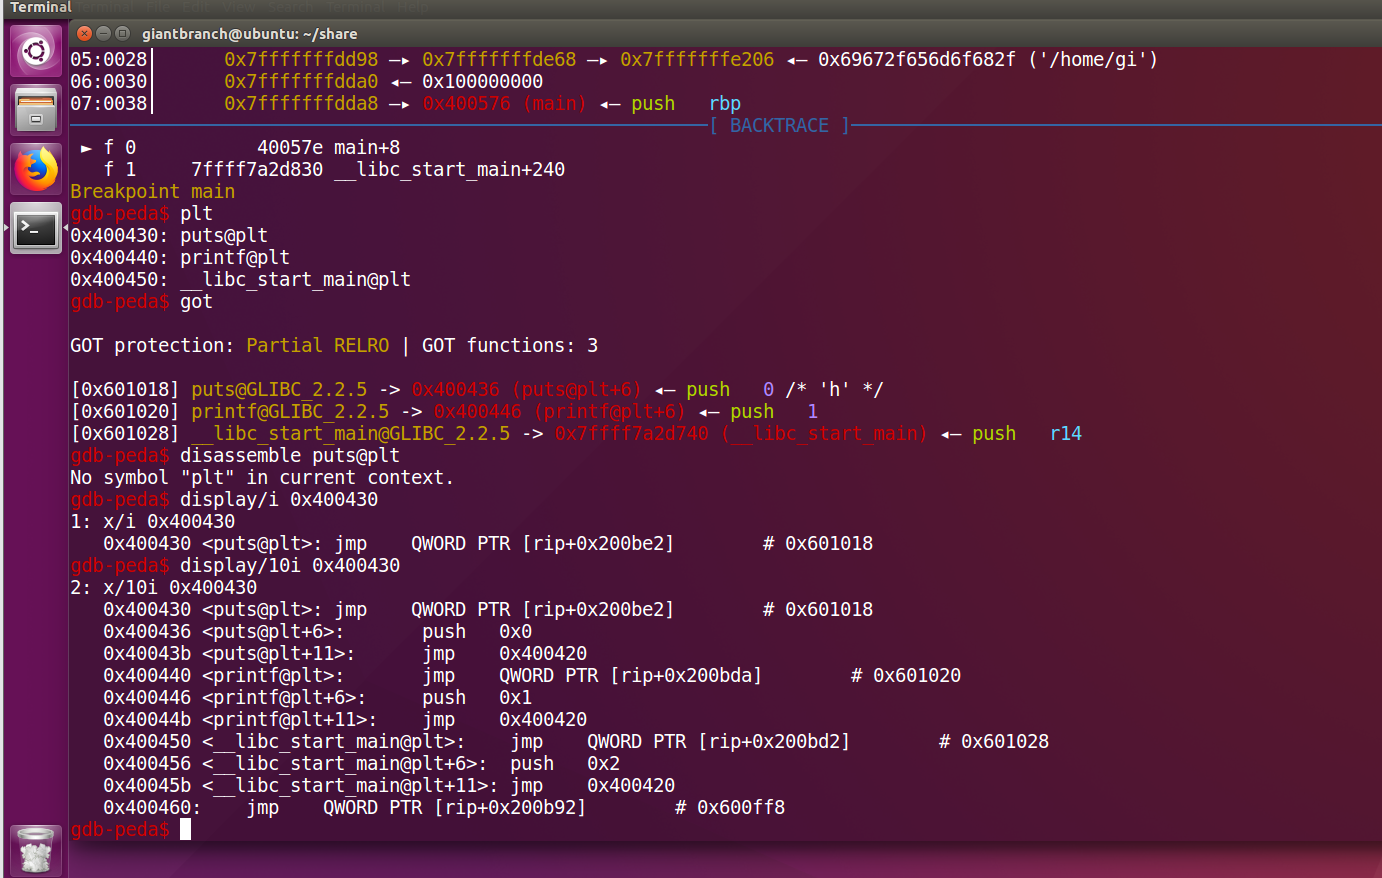 Terminal Terminal File Edit View Search Terminal Help
giantbranch@ubuntu: ~/share
05:0028│ 0x7fffffffdd98 —▸ 0x7fffffffde68 —▸ 0x7fffffffe206 ◂— 0x69672f656d6f682f ('/home/gi')
06:0030│ 0x7fffffffdda0 ◂— 0x100000000
07:0038│ 0x7fffffffdda8 —▸ 0x400576 (main) ◂— push rbp
[ BACKTRACE ]
► f 0 40057e main+8
f 1 7ffff7a2d830 __libc_start_main+240
Breakpoint main
gdb-peda$ plt
0x400430: puts@plt
0x400440: printf@plt
0x400450: __libc_start_main@plt
gdb-peda$ got
GOT protection: Partial RELRO | GOT functions: 3
[0x601018] puts@GLIBC_2.2.5 -> 0x400436 (puts@plt+6) ◂— push 0 /* 'h' */
[0x601020] printf@GLIBC_2.2.5 -> 0x400446 (printf@plt+6) ◂— push 1
[0x601028] __libc_start_main@GLIBC_2.2.5 -> 0x7ffff7a2d740 (__libc_start_main) ◂— push r14
gdb-peda$ disassemble puts@plt
No symbol "plt" in current context.
gdb-peda$ display/i 0x400430
1: x/i 0x400430
0x400430 <puts@plt>: jmp QWORD PTR [rip+0x200be2] # 0x601018
gdb-peda$ display/10i 0x400430
2: x/10i 0x400430
0x400430 <puts@plt>: jmp QWORD PTR [rip+0x200be2] # 0x601018
0x400436 <puts@plt+6>: push 0x0
0x40043b <puts@plt+11>: jmp 0x400420
0x400440 <printf@plt>: jmp QWORD PTR [rip+0x200bda] # 0x601020
0x400446 <printf@plt+6>: push 0x1
0x40044b <printf@plt+11>: jmp 0x400420
0x400450 <__libc_start_main@plt>: jmp QWORD PTR [rip+0x200bd2] # 0x601028
0x400456 <__libc_start_main@plt+6>: push 0x2
0x40045b <__libc_start_main@plt+11>: jmp 0x400420
0x400460: jmp QWORD PTR [rip+0x200b92] # 0x600ff8
gdb-peda$